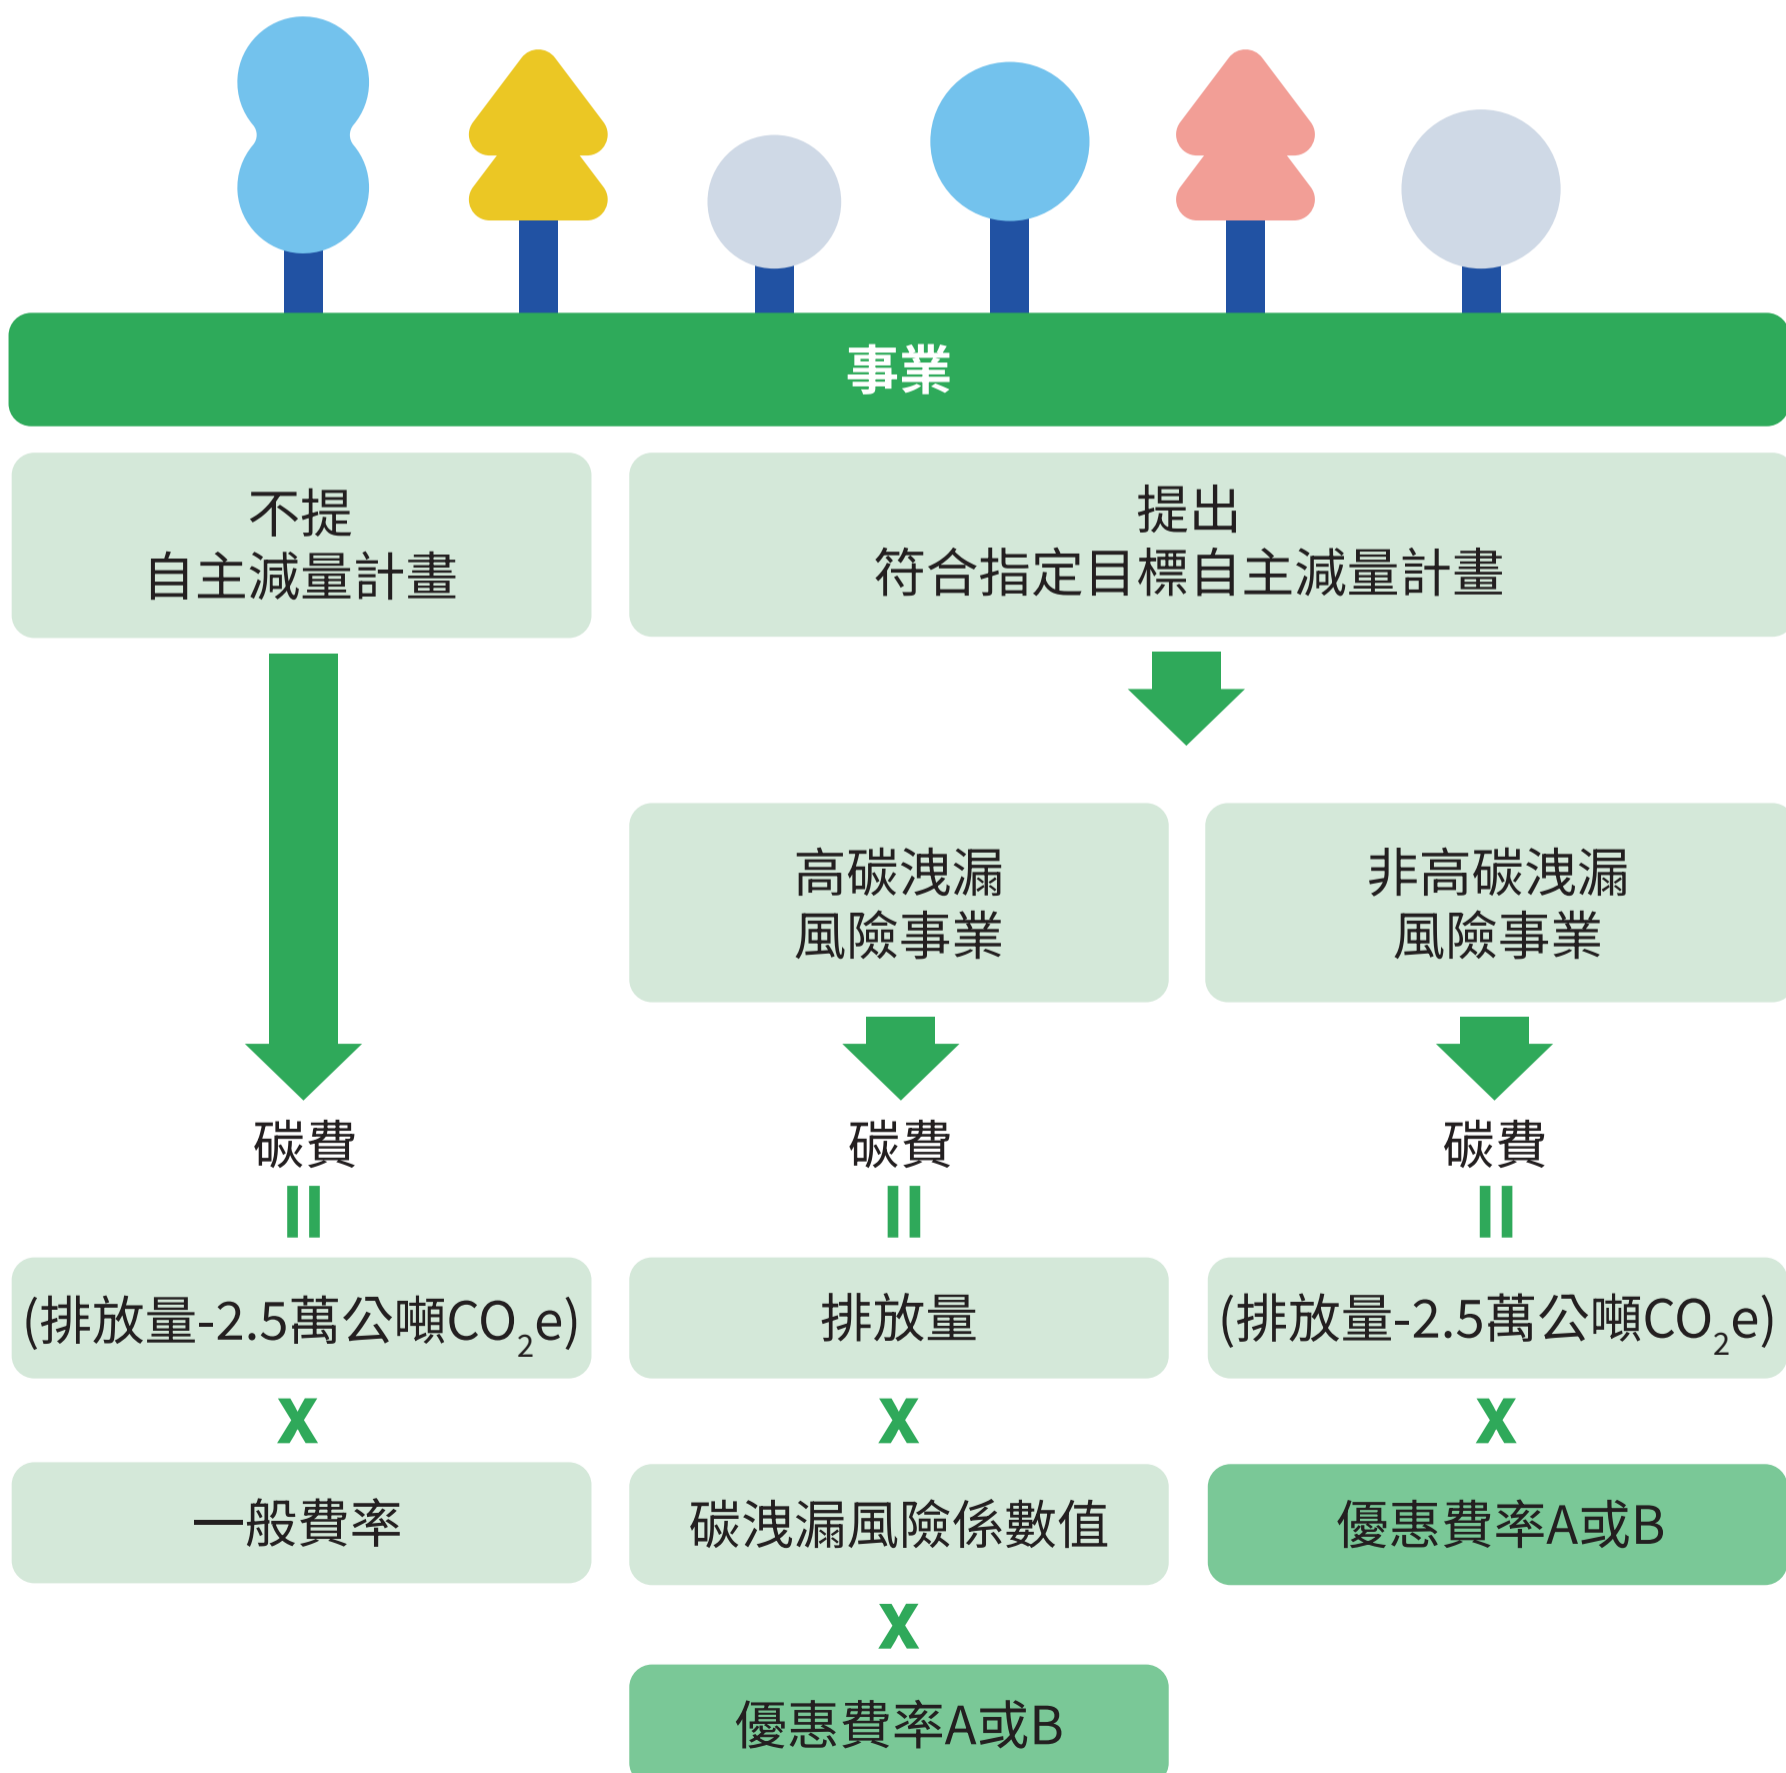 事業
不提
自主減量計畫
提出
符合指定目標自主減量計畫
高碳洩漏
風險事業
非高碳洩漏
風險事業
碳費
碳費
碳費
=
=
=
(排放量-2.5萬公噸CO₂e)
排放量
(排放量-2.5萬公噸CO₂e)
x
x
x
一般費率
碳洩漏風險係數值
優惠費率A或B
x
優惠費率A或B